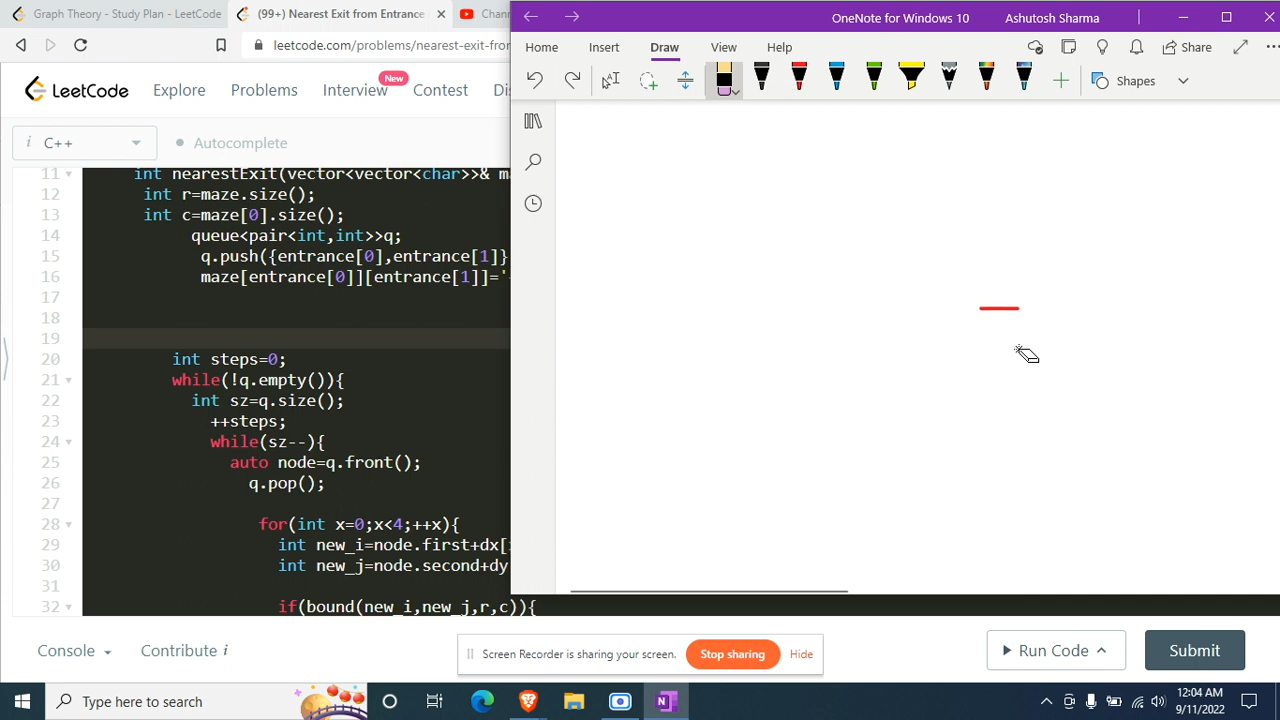 Graph Theory - Study Plan - LeetCode
(99+) Nearest Exit from Entrance
Chann
OneNote for Windows 10
Ashutosh Sharma
leetcode.com/problems/nearest-exit-fro
Home Insert Draw View Help
Share
LeetCode
Explore Problems Interview Contest Di
New
Shapes
i C++
Autocomplete
11 int nearestExit(vector<vector<char>>& m
12 int r=maze.size();
13 int c=maze[0].size();
14 queue<pair<int,int>>q;
15 q.push({entrance[0],entrance[1]}
16 maze[entrance[0]][entrance[1]]='
17
18
19
20 int steps=0;
21 while(!q.empty()){
22 int sz=q.size();
23 ++steps;
24 while(sz--){
25 auto node=q.front();
26 q.pop();
27
28 for(int x=0;x<4;++x){
29 int new_i=node.first+dx[
30 int new_j=node.second+dy
31
32 if(bound(new_i,new_j,r,c)){
Console
Contribute i
Screen Recorder is sharing your screen.
Stop sharing
Hide
Run Code
Submit
Type here to search
12:04 AM
9/11/2022